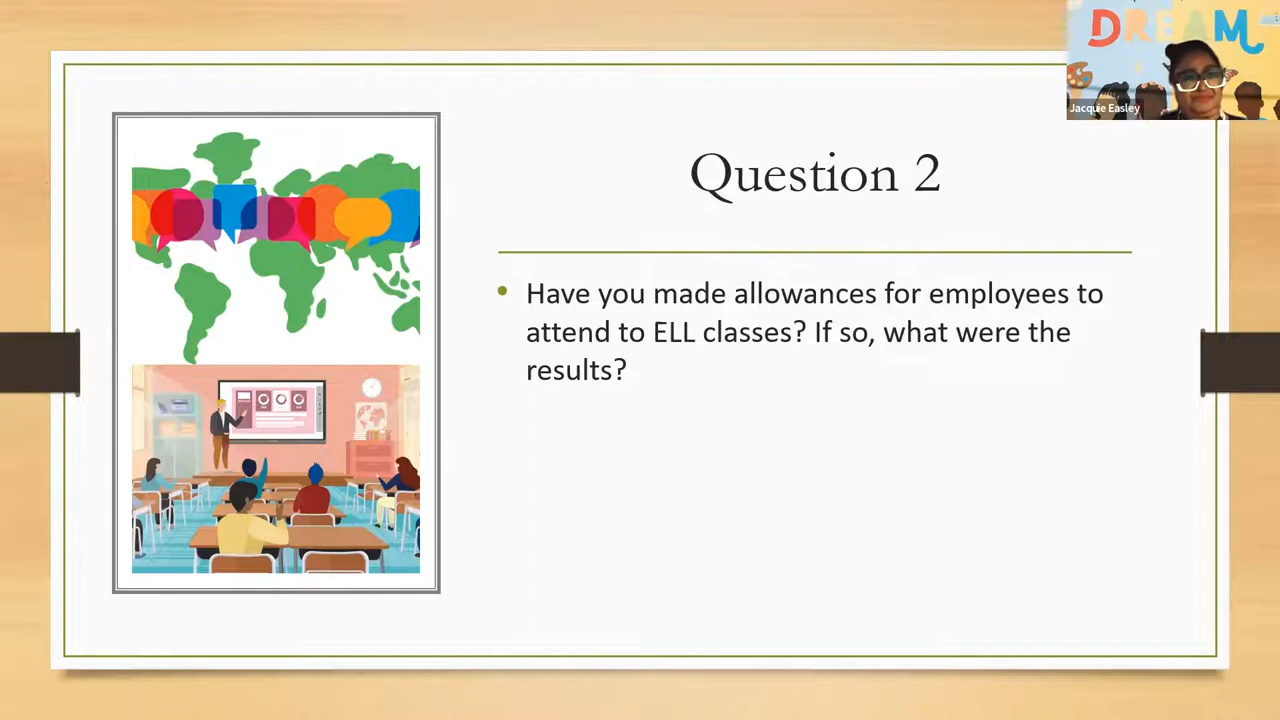 DREAM
Jacquie Easley
Question 2
• Have you made allowances for employees to
attend to ELL classes? If so, what were the
results?